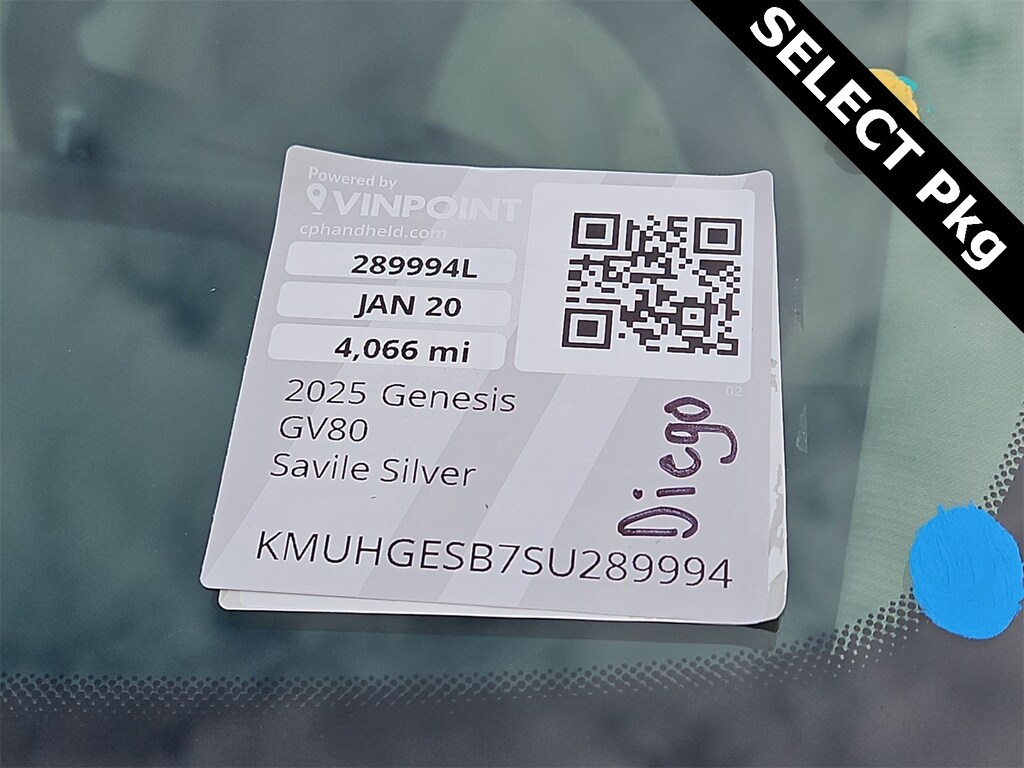 SELECT Pkg
Powered by
VINPOINT
cphandheld.com
289994L
JAN 20
4,066 mi
2025 Genesis
GV80
Savile Silver
02
Diego
KMUHGESB7SU289994